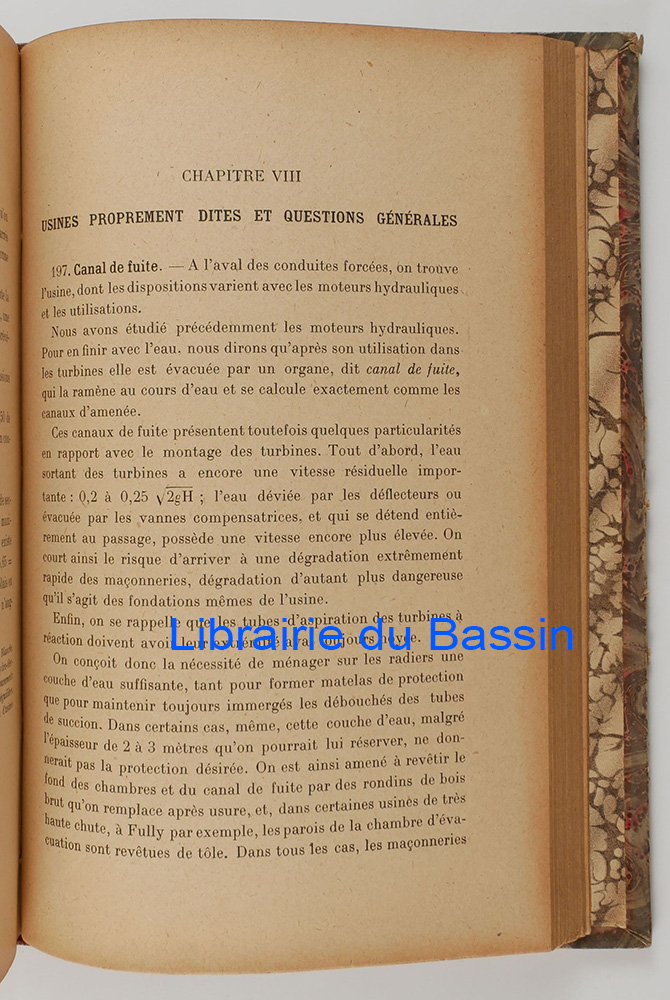 CHAPITRE VIII
USINES PROPREMENT DITES ET QUESTIONS GÉNÉRALES
197. Canal de fuite. — A l'aval des conduites forcées, on trouve
l'usine, dont les dispositions varient avec les moteurs hydrauliques
et les utilisations.
Nous avons étudié précédemment les moteurs hydrauliques.
Pour en finir avec l'eau, nous dirons qu'après son utilisation dans
les turbines elle est évacuée par un organe, dit canal de fuite,
qui la ramène au cours d'eau et se calcule exactement comme les
canaux d'amenée.
Ces canaux de fuite présentent toutefois quelques particularités
en rapport avec le montage des turbines. Tout d'abord, l'eau
sortant des turbines a encore une vitesse résiduelle impor-
tante : 0,2 à 0,25 √2gH ; l'eau déviée par les déflecteurs ou
évacuée par les vannes compensatrices, et qui se détend entiè-
rement au passage, possède une vitesse encore plus élevée. On
court ainsi le risque d'arriver à une dégradation extrêmement
rapide des maçonneries, dégradation d'autant plus dangereuse
qu'il s'agit des fondations mêmes de l'usine.
Enfin, on se rappelle que les tubes d'aspiration des turbines à
réaction doivent avoir leur extrémité aval toujours noyée.
Librairie du Bassin
On conçoit donc la nécessité de ménager sur les radiers une
couche d'eau suffisante, tant pour former matelas de protection
que pour maintenir toujours immergés les débouchés des tubes
de succion. Dans certains cas, même, cette couche d'eau, malgré
l'épaisseur de 2 à 3 mètres qu'on pourrait lui réserver, ne don-
nerait pas la protection désirée. On est ainsi amené à revêtir le
fond des chambres et du canal de fuite par des rondins de bois
brut qu'on remplace après usure, et, dans certaines usines de très
haute chute, à Fully par exemple, les parois de la chambre d'éva-
cuation sont revêtues de tôle. Dans tous les cas, les maçonneries